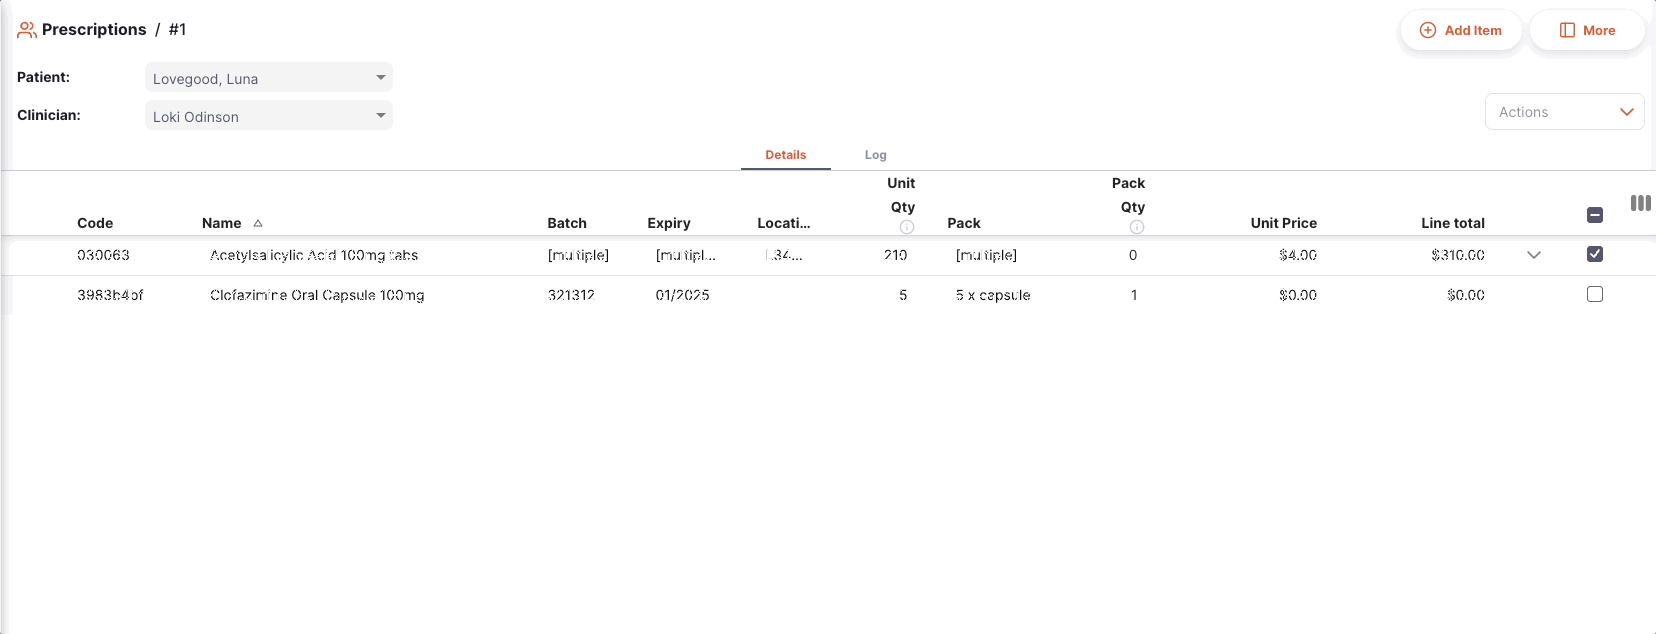 Prescriptions / #1
Add Item
More
Patient:
Lovegood, Luna
Clinician:
Loki Odinson
Actions
Details
Log
Code
Name
Batch
Expiry
Locati...
Unit Qty
Pack
Pack Qty
Unit Price
Line total
030063 Acetylsalicylic Acid 100mg tabs [multiple] [multipl... L34... 210 [multiple] 0 $4.00 $310.00
3983b4bf Clofazimine Oral Capsule 100mg 321312 01/2025 5 5 x capsule 1 $0.00 $0.00